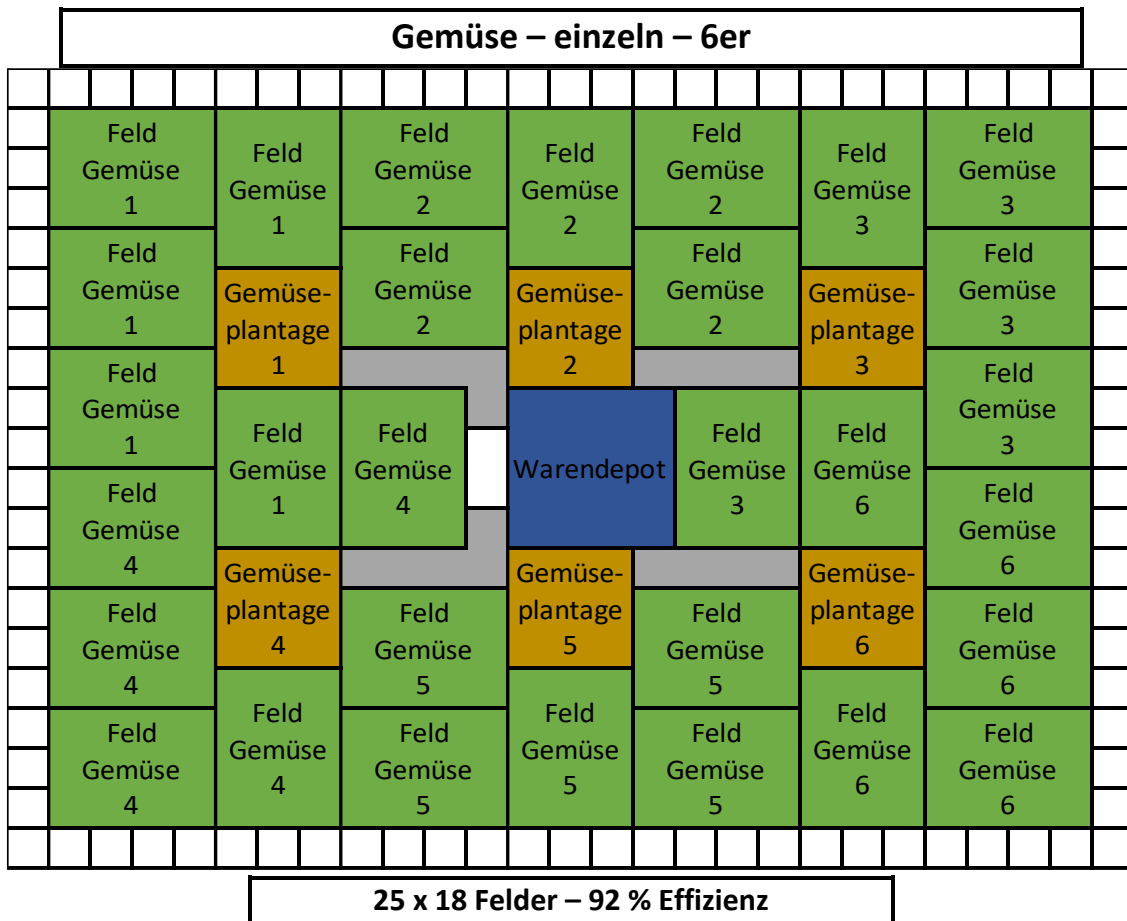 Gemüse – einzeln – 6er
Feld
Gemüse
1
Feld
Gemüse
1
Feld
Gemüse
2
Feld
Gemüse
2
Feld
Gemüse
2
Feld
Gemüse
3
Feld
Gemüse
3
Feld
Gemüse
1
Gemüse-
plantage
1
Feld
Gemüse
2
Gemüse-
plantage
2
Feld
Gemüse
2
Gemüse-
plantage
3
Feld
Gemüse
3
Feld
Gemüse
1
Feld
Gemüse
1
Feld
Gemüse
4
Warendepot
Feld
Gemüse
3
Feld
Gemüse
6
Feld
Gemüse
3
Feld
Gemüse
4
Feld
Gemüse
6
Gemüse-
plantage
4
Gemüse-
plantage
5
Gemüse-
plantage
6
Feld
Gemüse
4
Feld
Gemüse
5
Feld
Gemüse
5
Feld
Gemüse
6
Feld
Gemüse
4
Feld
Gemüse
4
Feld
Gemüse
5
Feld
Gemüse
5
Feld
Gemüse
5
Feld
Gemüse
6
Feld
Gemüse
6
25 x 18 Felder – 92 % Effizienz